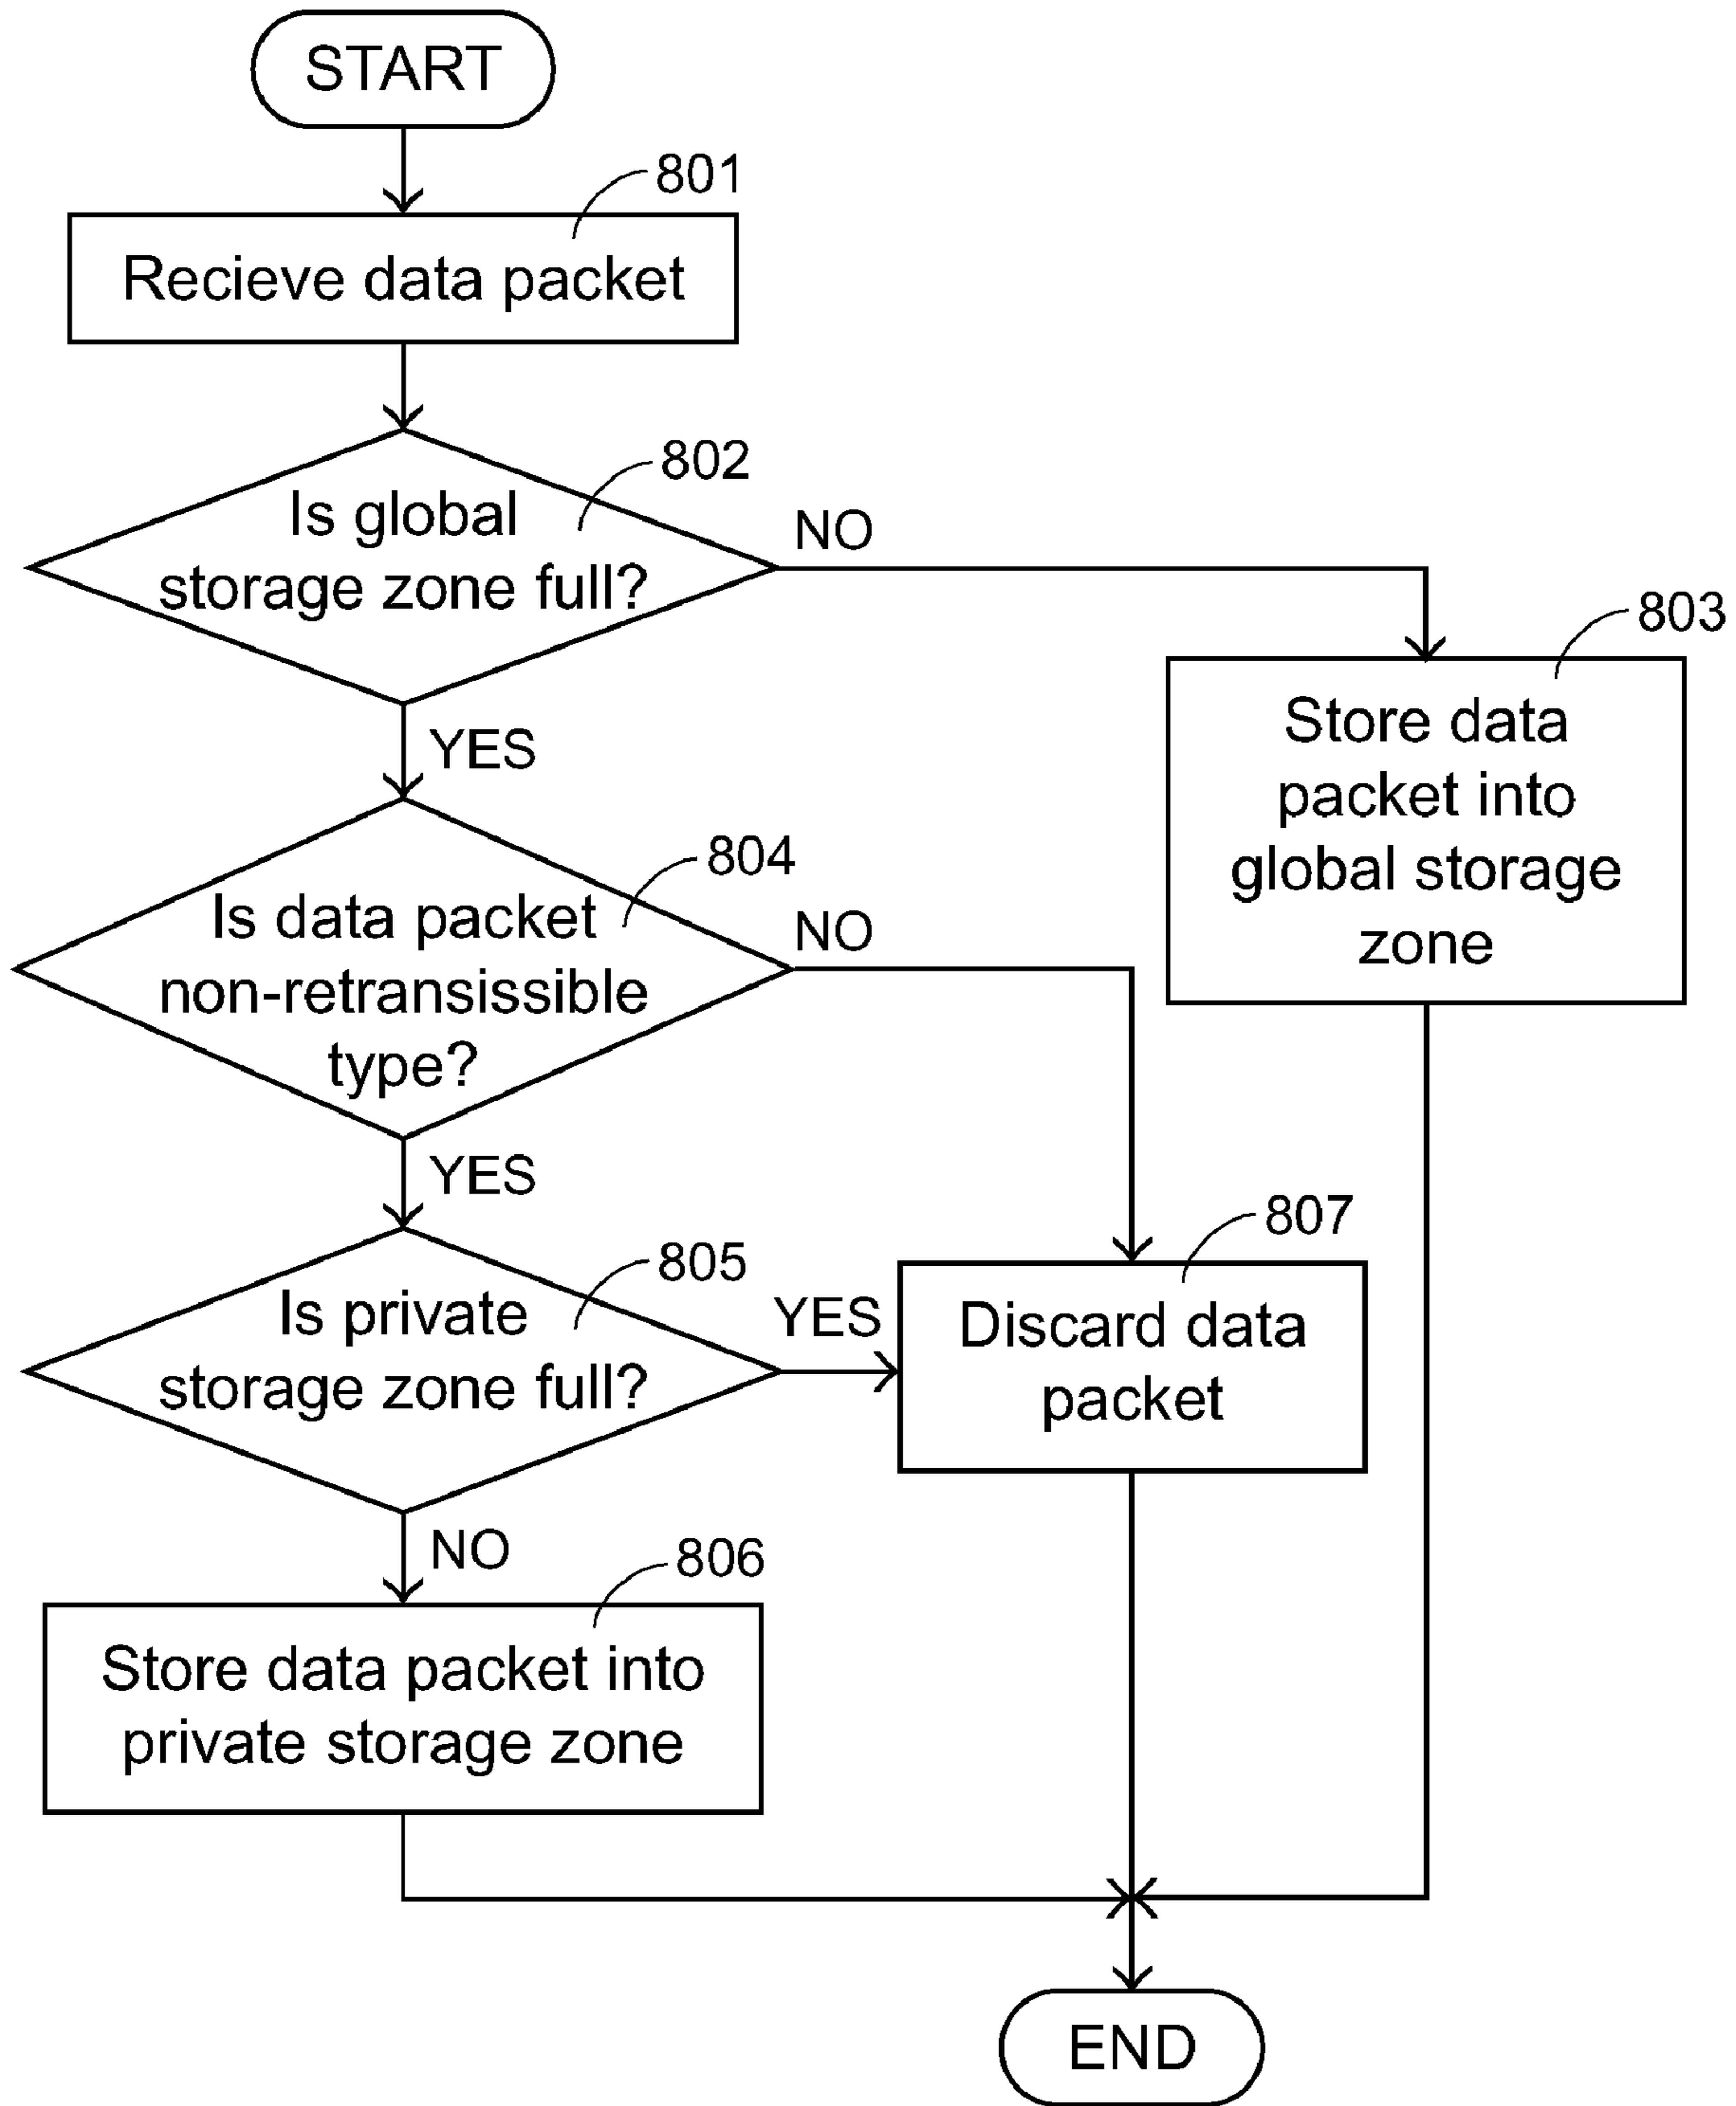 START
801
Recieve data packet
802
Is global
storage zone full?
NO
803
Store data
packet into
global storage
zone
YES
804
Is data packet
non-retransissible
type?
NO
YES
805
Is private
storage zone full?
YES
807
Discard data
packet
NO
806
Store data packet into
private storage zone
END